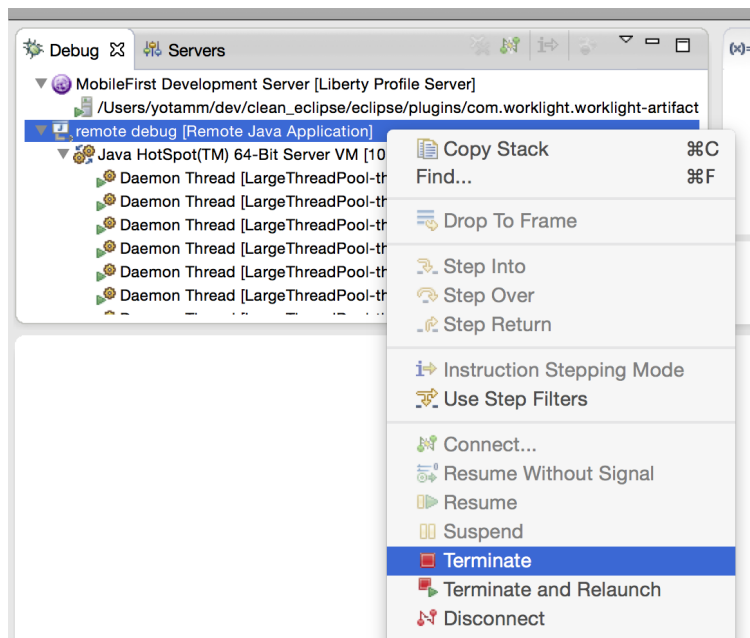 Debug
Servers
(x)=
MobileFirst Development Server [Liberty Profile Server]
/Users/yotamm/dev/clean_eclipse/eclipse/plugins/com.worklight.worklight-artifact
remote debug [Remote Java Application]
Java HotSpot(TM) 64-Bit Server VM [10
Daemon Thread [LargeThreadPool-th
Daemon Thread [LargeThreadPool-th
Daemon Thread [LargeThreadPool-th
Daemon Thread [LargeThreadPool-th
Daemon Thread [LargeThreadPool-th
Daemon Thread [LargeThreadPool-th
Copy Stack ⌘C
Find... ⌘F
Drop To Frame
Step Into
Step Over
Step Return
Instruction Stepping Mode
Use Step Filters
Connect...
Resume Without Signal
Resume
Suspend
Terminate
Terminate and Relaunch
Disconnect